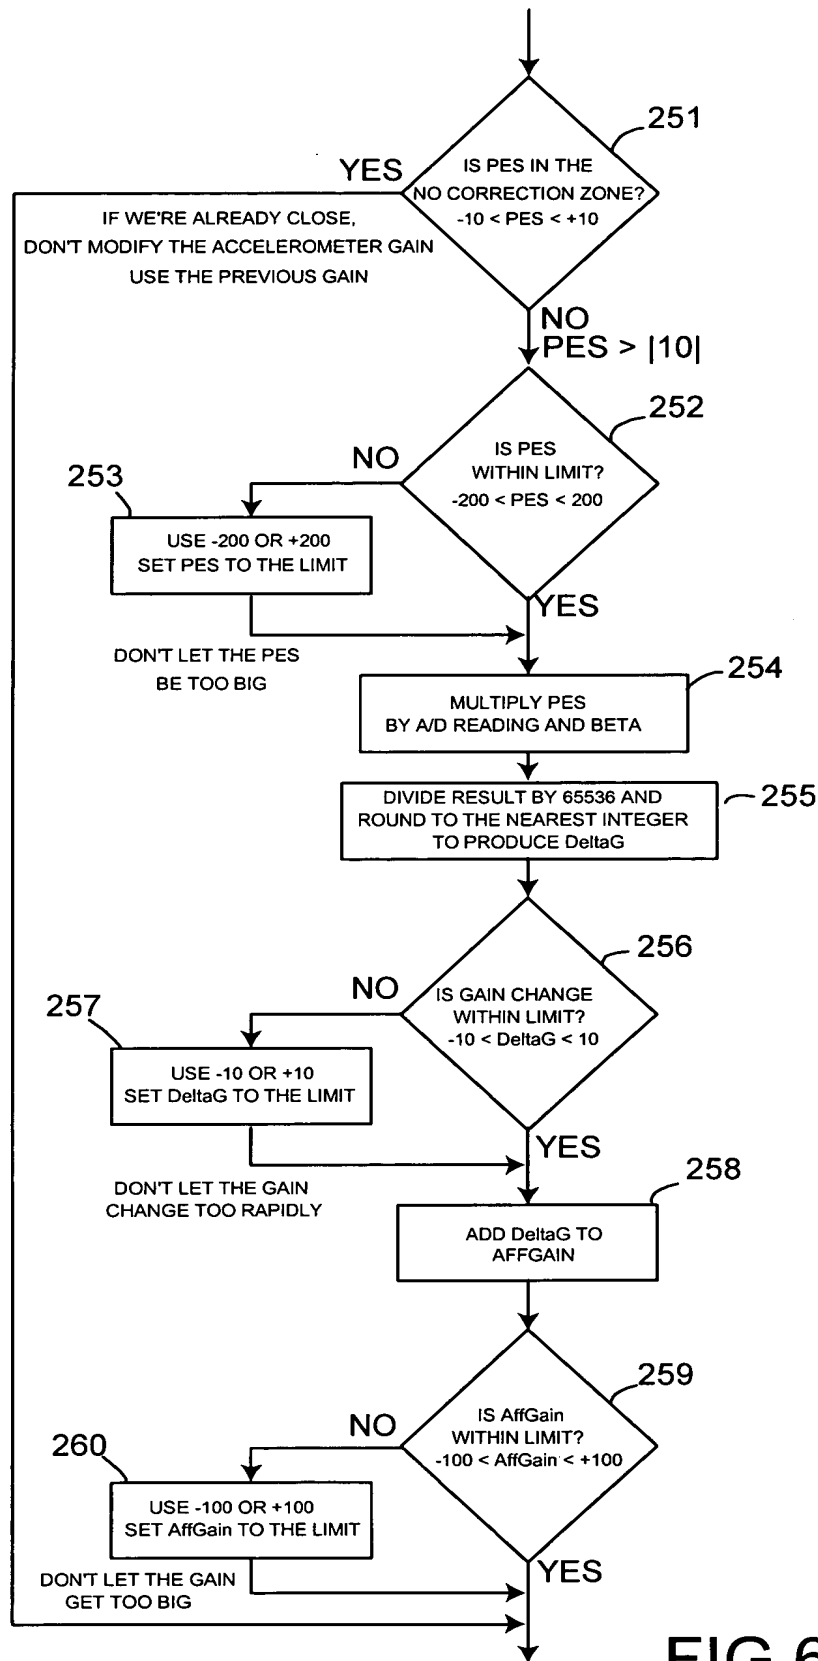 251
YES
IS PES IN THE
NO CORRECTION ZONE?
-10 < PES < +10
IF WE'RE ALREADY CLOSE,
DON'T MODIFY THE ACCELEROMETER GAIN
USE THE PREVIOUS GAIN
NO
PES > |10|
252
NO
IS PES
WITHIN LIMIT?
-200 < PES < 200
253
USE -200 OR +200
SET PES TO THE LIMIT
YES
DON'T LET THE PES
BE TOO BIG
254
MULTIPLY PES
BY A/D READING AND BETA
255
DIVIDE RESULT BY 65536 AND
ROUND TO THE NEAREST INTEGER
TO PRODUCE DeltaG
256
NO
IS GAIN CHANGE
WITHIN LIMIT?
-10 < DeltaG < 10
257
USE -10 OR +10
SET DeltaG TO THE LIMIT
YES
DON'T LET THE GAIN
CHANGE TOO RAPIDLY
258
ADD DeltaG TO
AFFGAIN
259
NO
IS AffGain
WITHIN LIMIT?
-100 < AffGain < +100
260
USE -100 OR +100
SET AffGain TO THE LIMIT
YES
DON'T LET THE GAIN
GET TOO BIG
FIG 6